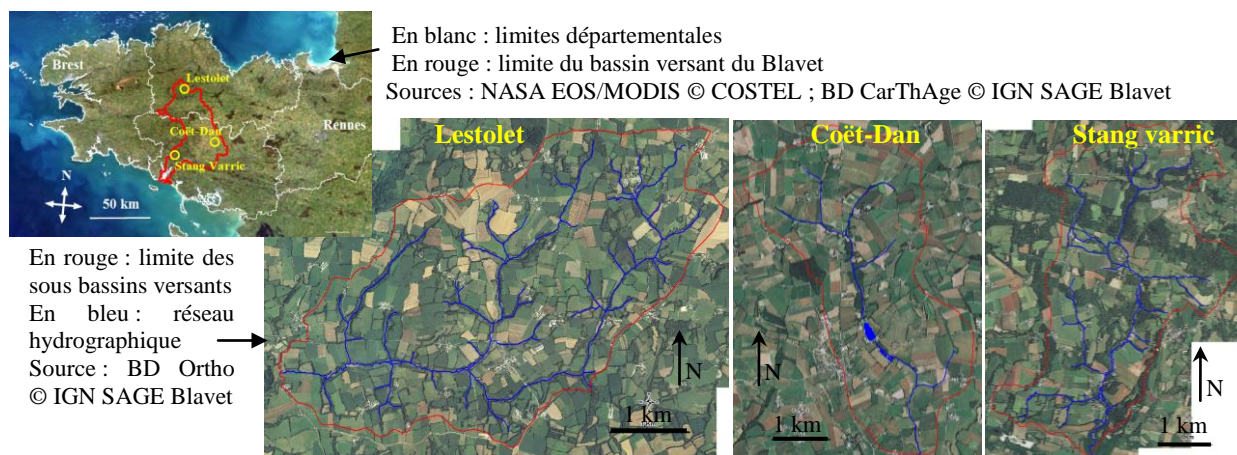 En blanc : limites départementales
En rouge : limite du bassin versant du Blavet
Sources : NASA EOS/MODIS © COSTEL ; BD CarThAge © IGN SAGE Blavet
Brest
Lestolet
Rennes
Coët-Dan
Stang Varric
N
50 km
En rouge : limite des
sous bassins versants
En bleu : réseau
hydrographique
Source : BD Ortho
© IGN SAGE Blavet
Lestolet
N
1 km
Coët-Dan
N
1 km
Stang varric
N
1 km